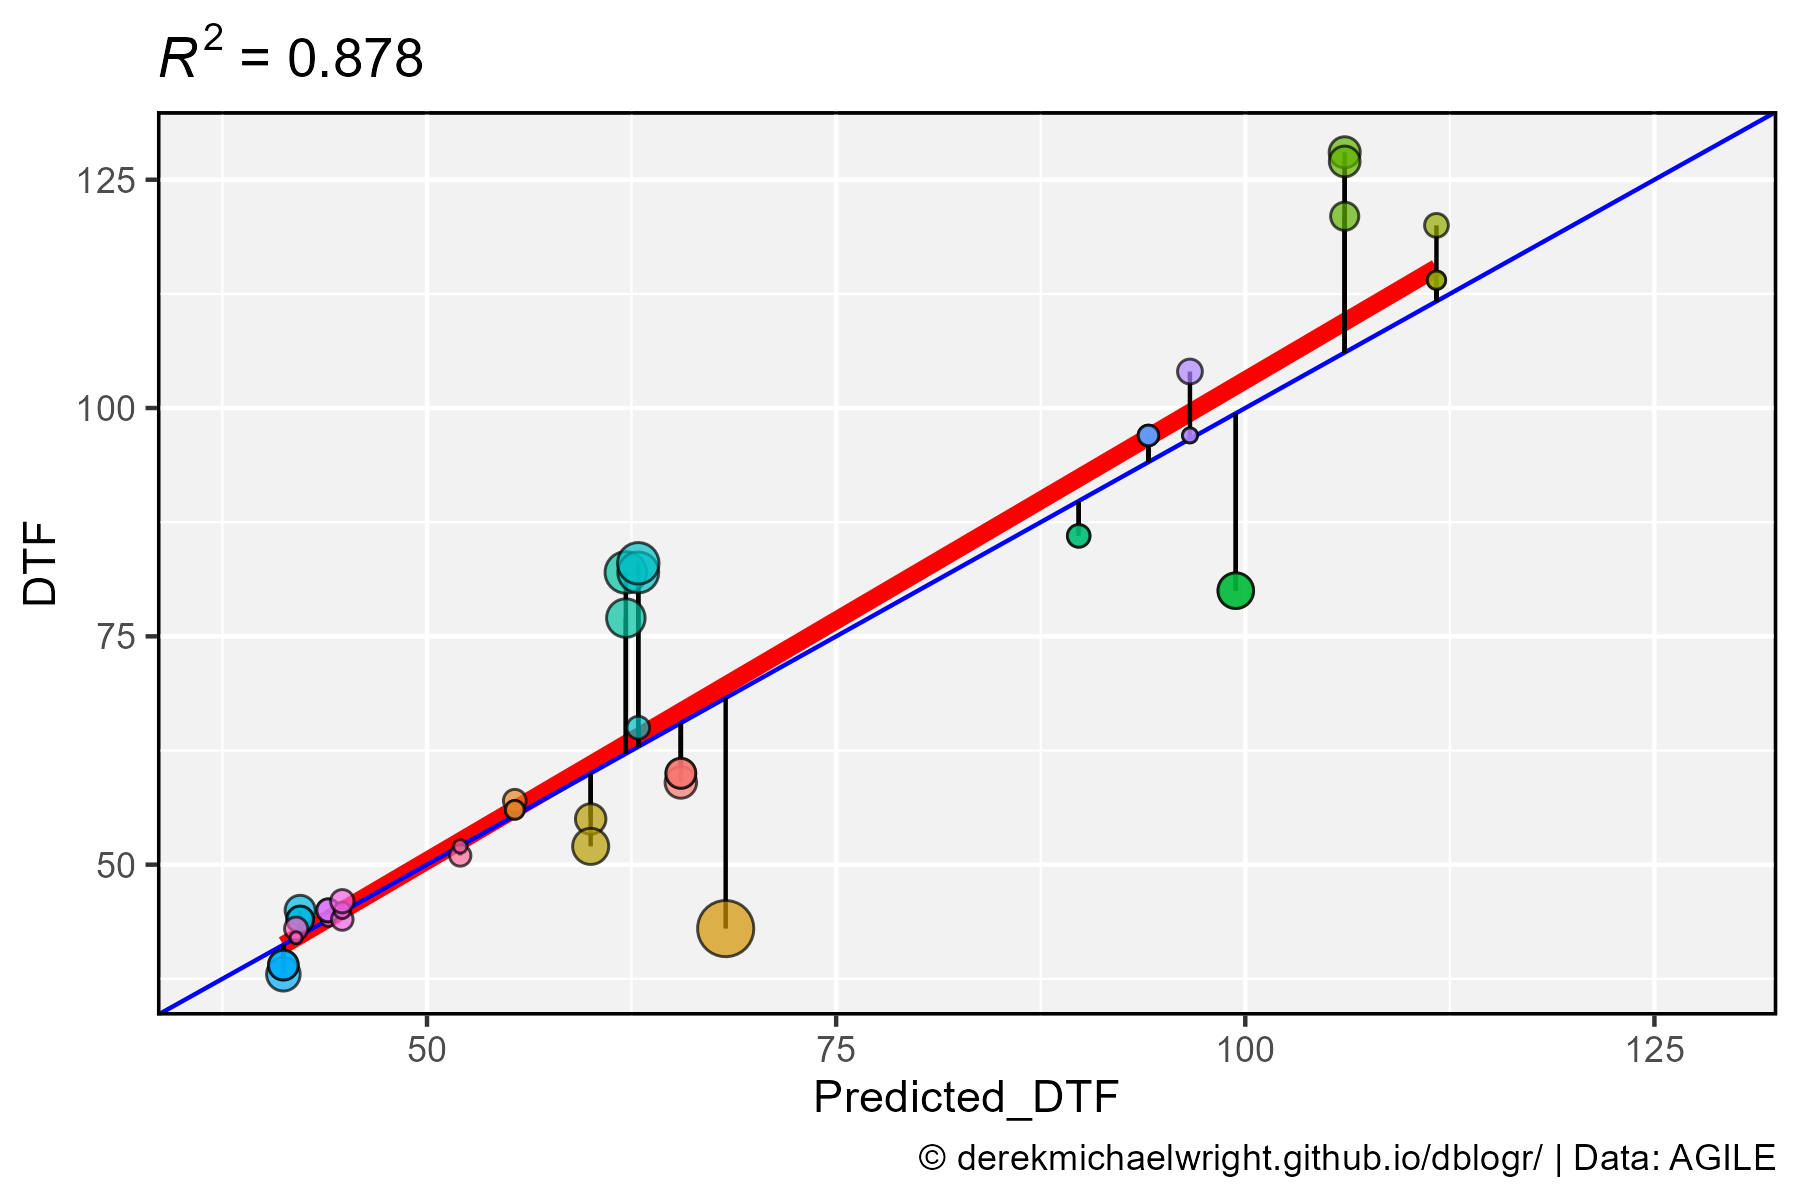 R² = 0.878
125
100
75
50
DTF
50 75 100 125
Predicted_DTF
© derekmichaelwright.github.io/dblogr/ | Data: AGILE